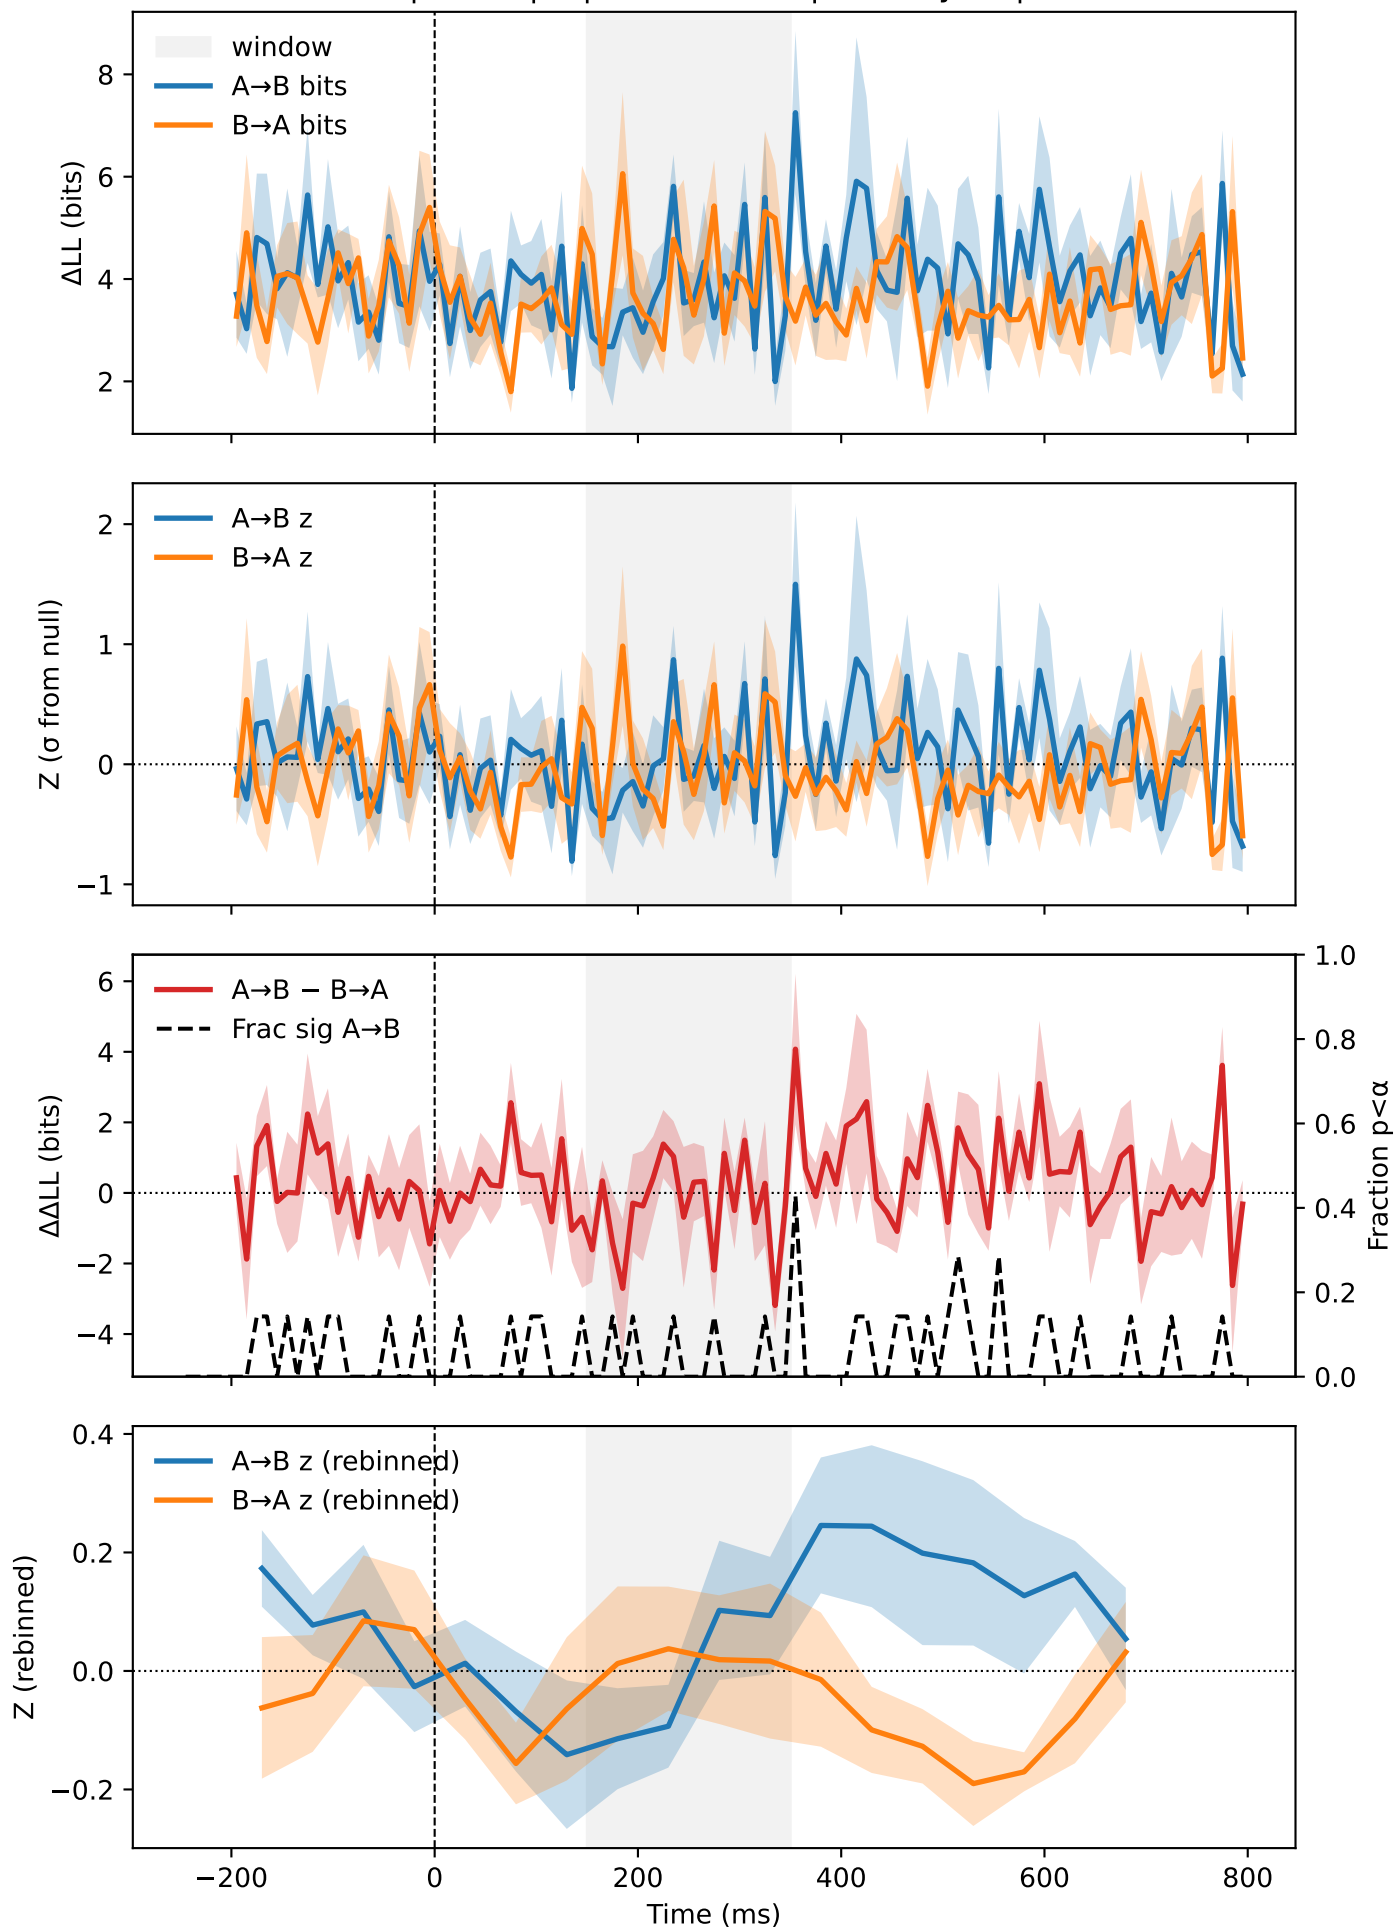 window
A→B bits
B→A bits
ΔLL (bits)
8
6
4
2
A→B z
B→A z
Z (σ from null)
2
1
0
−1
A→B − B→A
Frac sig A→B
ΔΔLL (bits)
6
4
2
0
−2
−4
1.0
0.8
0.6
0.4
0.2
0.0
Fraction p<α
A→B z (rebinned)
B→A z (rebinned)
Z (rebinned)
0.4
0.2
0.0
−0.2
−200
0
200
400
600
800
Time (ms)